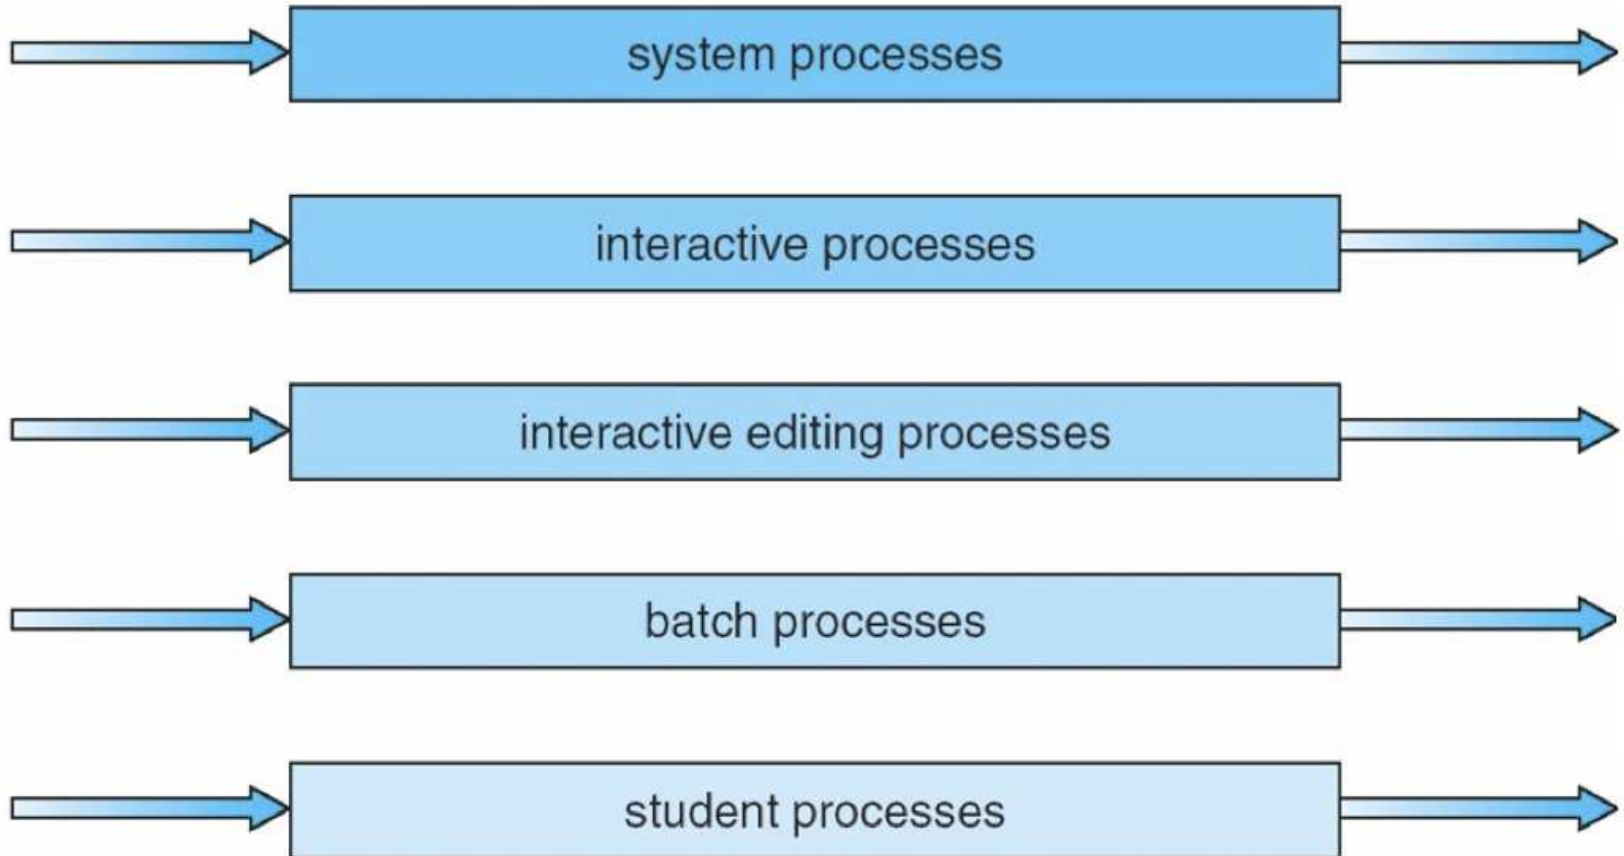 system processes
interactive processes
interactive editing processes
batch processes
student processes